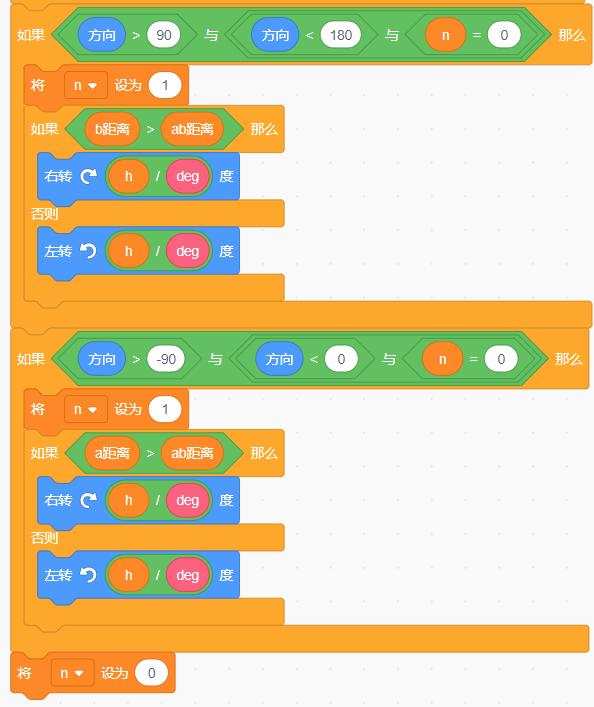 如果 方向 > 90 与 方向 < 180 与 n = 0 那么
将 n 设为 1
如果 b距离 > ab距离 那么
右转 h / deg 度
否则
左转 h / deg 度
如果 方向 > -90 与 方向 < 0 与 n = 0 那么
将 n 设为 1
如果 a距离 > ab距离 那么
右转 h / deg 度
否则
左转 h / deg 度
将 n 设为 0